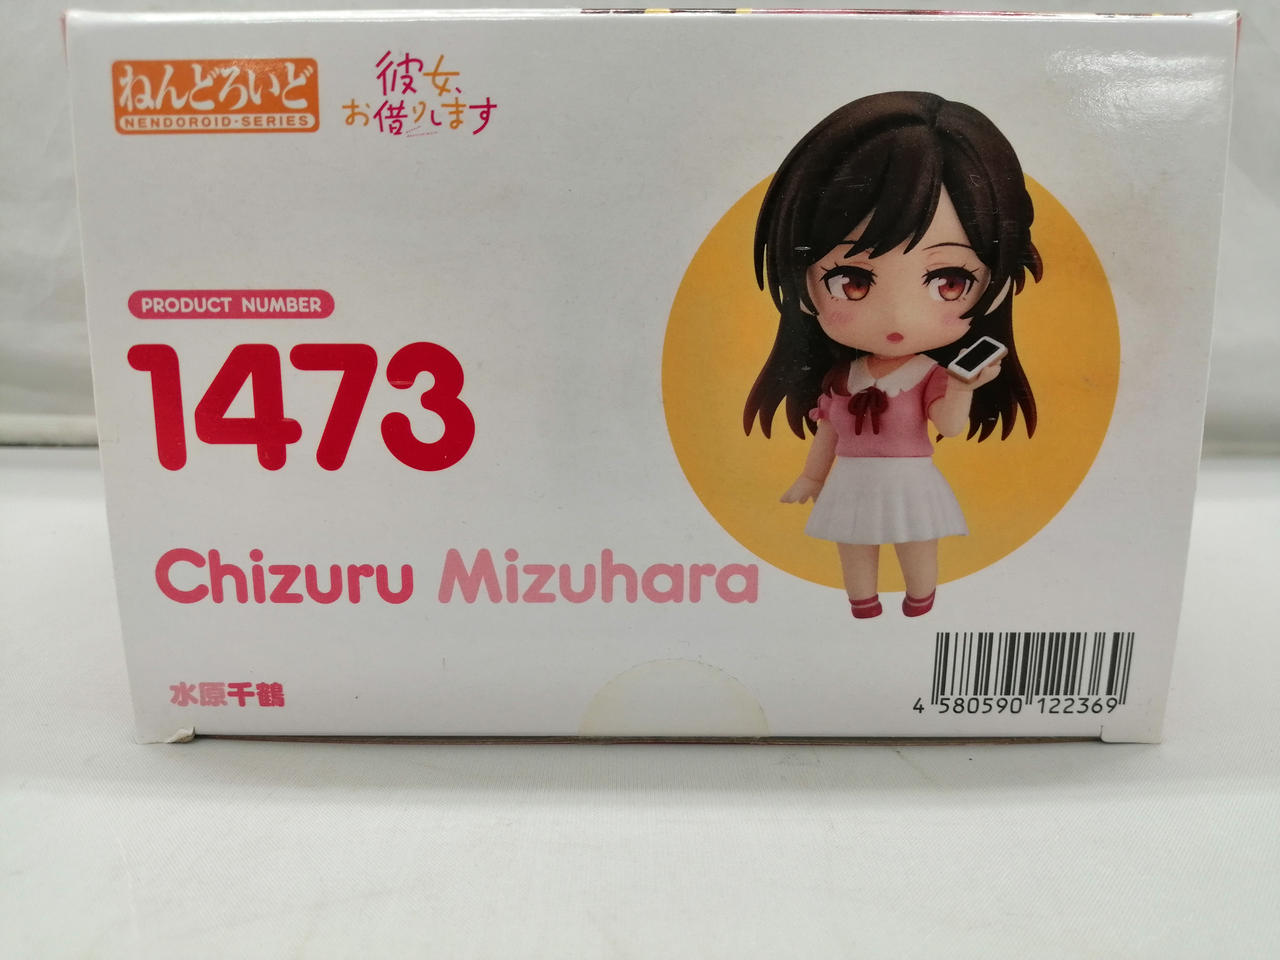 ねんどろいど
NENDOROID-SERIES
彼女、
お借りします
PRODUCT NUMBER
1473
Chizuru Mizuhara
水原千鶴
4 580590 122369